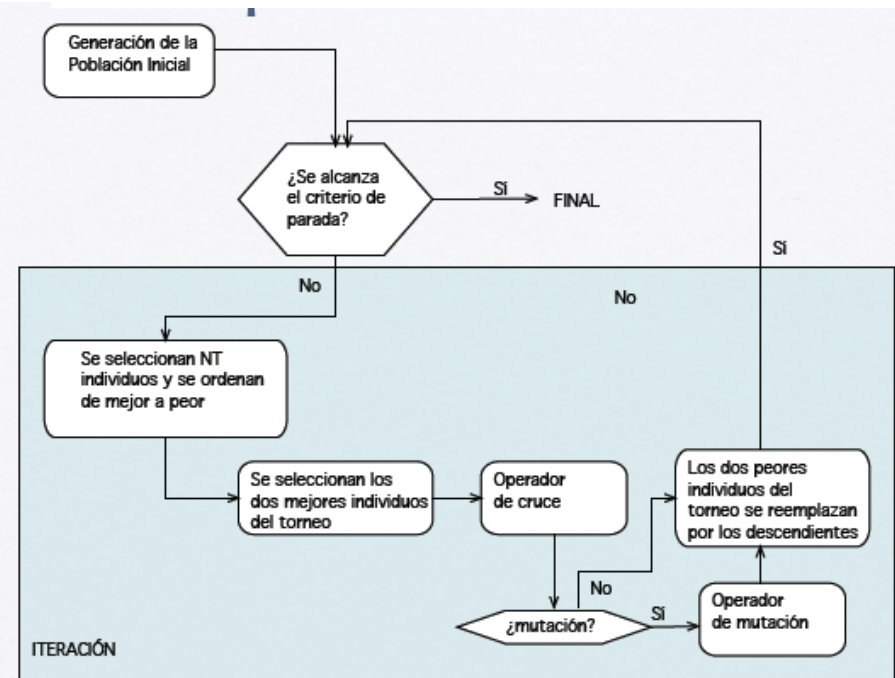 Generación de la
Población Inicial
¿Se alcanza
el criterio de
parada?
Sí
FINAL
Sí
No
No
Se seleccionan NT
individuos y se ordenan
de mejor a peor
Se seleccionan los
dos mejores individuos
del torneo
Operador
de cruce
Los dos peores
individuos del
torneo se reemplazan
por los descendientes
No
¿mutación?
Sí
Operador
de mutación
ITERACIÓN